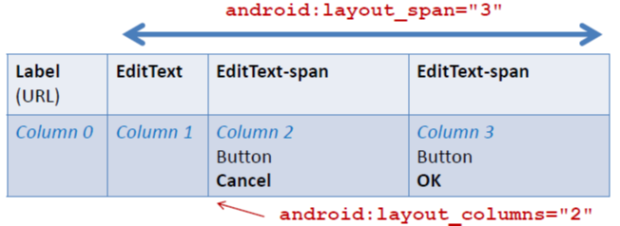 android:layout_span="3"
Label EditText EditText-span EditText-span
(URL)
Column 0 Column 1 Column 2 Column 3
Button Button
Cancel OK
android:layout_columns="2"